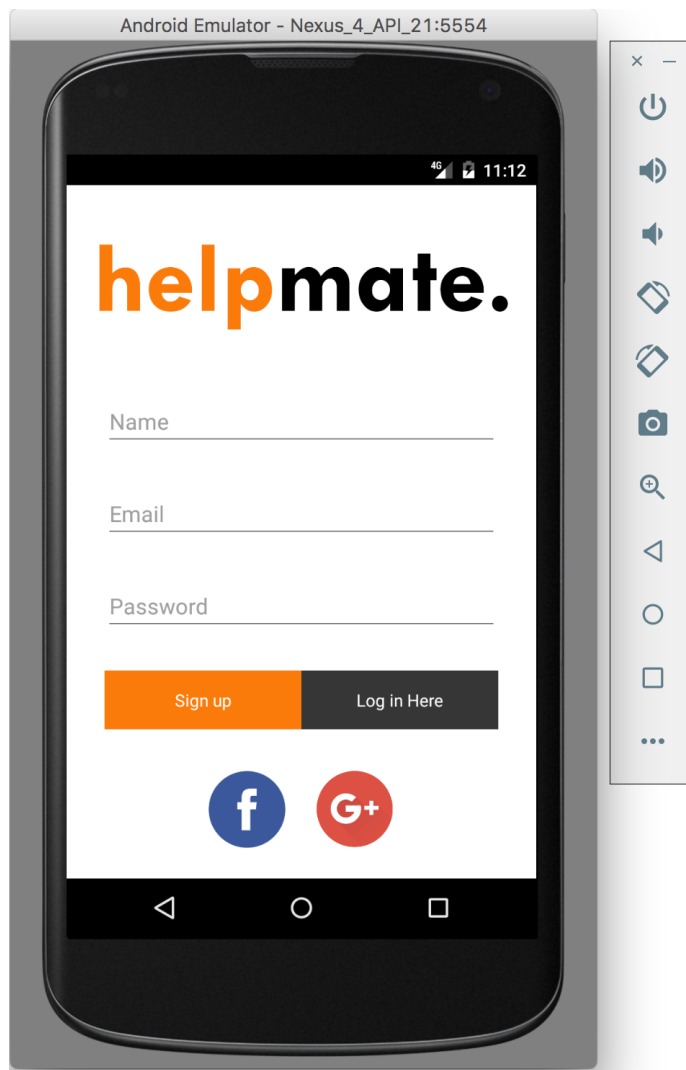 Android Emulator - Nexus_4_API_21:5554
4G 11:12
helpmate.
Name
Email
Password
Sign up Log in Here
f G+